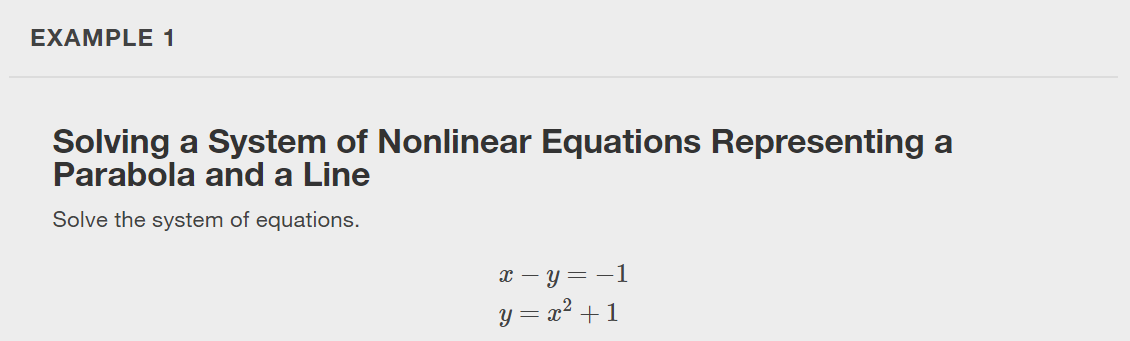 EXAMPLE 1
Solving a System of Nonlinear Equations Representing a
Parabola and a Line
Solve the system of equations.
x − y = −1
y = x² + 1